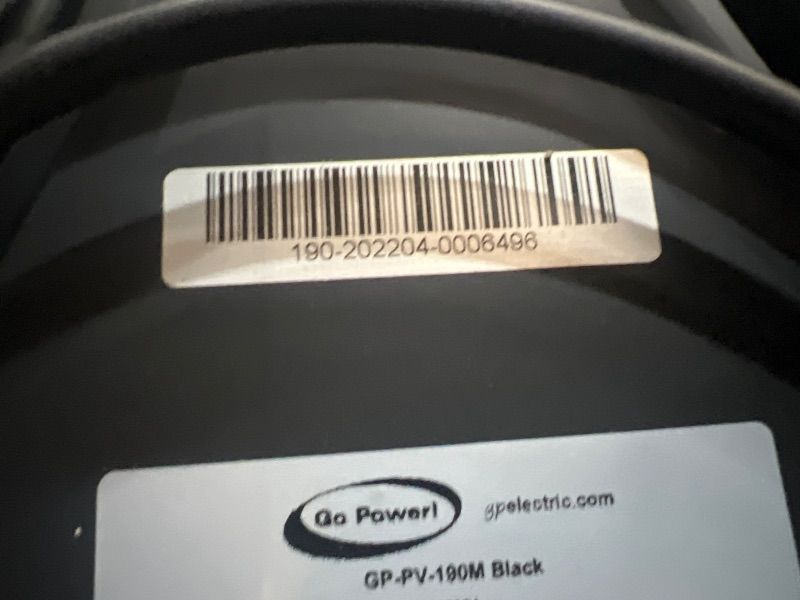 190-202204-0006496
Go Power!
gpelectric.com
GP-PV-190M Black